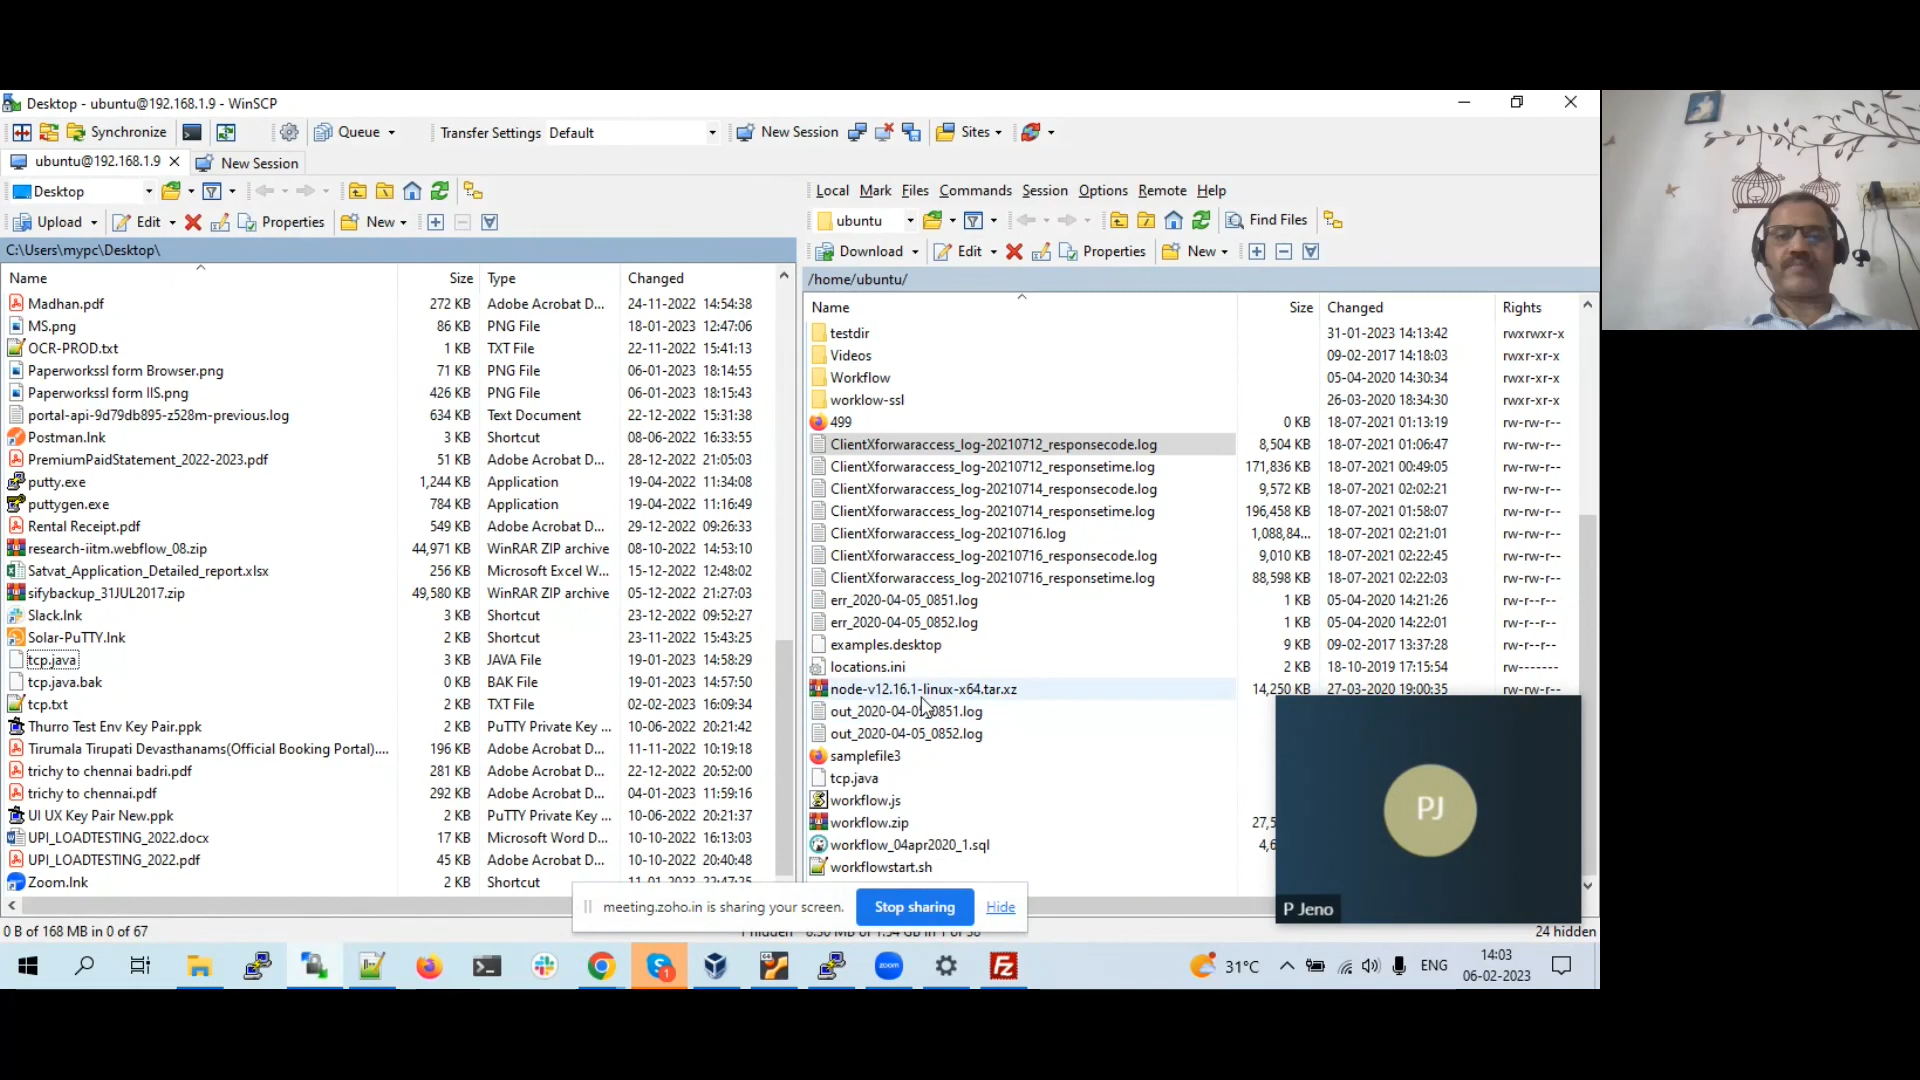 Desktop - ubuntu@192.168.1.9 - WinSCP
Synchronize Queue Transfer Settings Default New Session Sites
ubuntu@192.168.1.9 New Session
Desktop
Upload Edit Properties New
C:\Users\mypc\Desktop\
Name Size Type Changed
Madhan.pdf 272 KB Adobe Acrobat D... 24-11-2022 14:54:38
MS.png 86 KB PNG File 18-01-2023 12:47:06
OCR-PROD.txt 1 KB TXT File 22-11-2022 15:41:13
Paperworkssl form Browser.png 71 KB PNG File 06-01-2023 18:14:55
Paperworkssl form IIS.png 426 KB PNG File 06-01-2023 18:15:43
portal-api-9d79db895-z528m-previous.log 634 KB Text Document 22-12-2022 15:31:38
Postman.lnk 3 KB Shortcut 08-06-2022 16:33:55
PremiumPaidStatement_2022-2023.pdf 51 KB Adobe Acrobat D... 28-12-2022 21:05:03
putty.exe 1,244 KB Application 19-04-2022 11:34:08
puttygen.exe 784 KB Application 19-04-2022 11:16:49
Rental Receipt.pdf 549 KB Adobe Acrobat D... 29-12-2022 09:26:33
research-iitm.webflow_08.zip 44,971 KB WinRAR ZIP archive 08-10-2022 14:53:10
Satvat_Application_Detailed_report.xlsx 256 KB Microsoft Excel W... 15-12-2022 12:48:02
sifybackup_31JUL2017.zip 49,580 KB WinRAR ZIP archive 05-12-2022 21:27:03
Slack.lnk 3 KB Shortcut 23-12-2022 09:52:27
Solar-PuTTY.lnk 2 KB Shortcut 23-11-2022 15:43:25
tcp.java 3 KB JAVA File 19-01-2023 14:58:29
tcp.java.bak 0 KB BAK File 19-01-2023 14:57:50
tcp.txt 2 KB TXT File 02-02-2023 16:09:34
Thurro Test Env Key Pair.ppk 2 KB PuTTY Private Key ... 10-06-2022 20:21:42
Tirumala Tirupati Devasthanams(Official Booking Portal).... 196 KB Adobe Acrobat D... 11-11-2022 10:19:18
trichy to chennai badri.pdf 281 KB Adobe Acrobat D... 22-12-2022 20:52:00
trichy to chennai.pdf 292 KB Adobe Acrobat D... 04-01-2023 11:59:16
UI UX Key Pair New.ppk 2 KB PuTTY Private Key ... 10-06-2022 20:21:37
UPI_LOADTESTING_2022.docx 17 KB Microsoft Word D... 10-10-2022 16:13:03
UPI_LOADTESTING_2022.pdf 45 KB Adobe Acrobat D... 10-10-2022 20:40:48
Zoom.lnk 2 KB Shortcut 11-01-2023 22:47:25
0 B of 168 MB in 0 of 67
Local Mark Files Commands Session Options Remote Help
ubuntu Find Files
Download Edit Properties New
/home/ubuntu/
Name Size Changed Rights
testdir 31-01-2023 14:13:42 rwxrwxr-x
Videos 09-02-2017 14:18:03 rwxr-xr-x
Workflow 05-04-2020 14:30:34 rwxr-xr-x
worklow-ssl 26-03-2020 18:34:30 rwxr-xr-x
499 0 KB 18-07-2021 01:13:19 rw-rw-r--
ClientXforwaraccess_log-20210712_responsecode.log 8,504 KB 18-07-2021 01:06:47 rw-rw-r--
ClientXforwaraccess_log-20210712_responsetime.log 171,836 KB 18-07-2021 00:49:05 rw-rw-r--
ClientXforwaraccess_log-20210714_responsecode.log 9,572 KB 18-07-2021 02:02:21 rw-rw-r--
ClientXforwaraccess_log-20210714_responsetime.log 196,458 KB 18-07-2021 01:58:07 rw-rw-r--
ClientXforwaraccess_log-20210716.log 1,088,84... 18-07-2021 02:21:01 rw-rw-r--
ClientXforwaraccess_log-20210716_responsecode.log 9,010 KB 18-07-2021 02:22:45 rw-rw-r--
ClientXforwaraccess_log-20210716_responsetime.log 88,598 KB 18-07-2021 02:22:03 rw-rw-r--
err_2020-04-05_0851.log 1 KB 05-04-2020 14:21:26 rw-r--r--
err_2020-04-05_0852.log 1 KB 05-04-2020 14:22:01 rw-r--r--
examples.desktop 9 KB 09-02-2017 13:37:28 rw-r--r--
locations.ini 2 KB 18-10-2019 17:15:54 rw-------
node-v12.16.1-linux-x64.tar.xz 14,250 KB 27-03-2020 19:00:35 rw-rw-r--
out_2020-04-05_0851.log
out_2020-04-05_0852.log
samplefile3
tcp.java
workflow.js
workflow.zip 27,5
workflow_04apr2020_1.sql 4,6
workflowstart.sh
PJ
P Jeno
meeting.zoho.in is sharing your screen. Stop sharing Hide
24 hidden
zoom
31°C ENG 14:03
06-02-2023